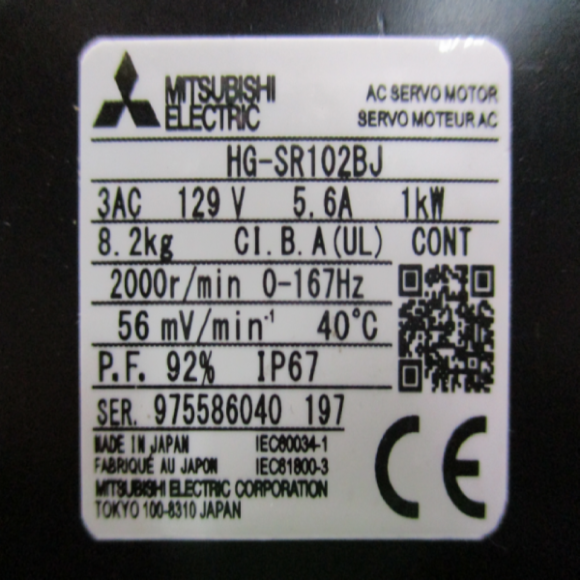 MITSUBISHI
ELECTRIC
AC SERVO MOTOR
SERVO MOTEUR AC
HG-SR102BJ
3AC 129 V 5.6A 1kW
8.2kg CI.B.A(UL) CONT
2000r/min 0-167Hz
56 mV/min-1 40°C
P.F. 92% IP67
SER. 975586040 197
MADE IN JAPAN IEC60034-1
FABRIQUÉ AU JAPON IEC61800-3
MITSUBISHI ELECTRIC CORPORATION
TOKYO 100-8310 JAPAN
CE